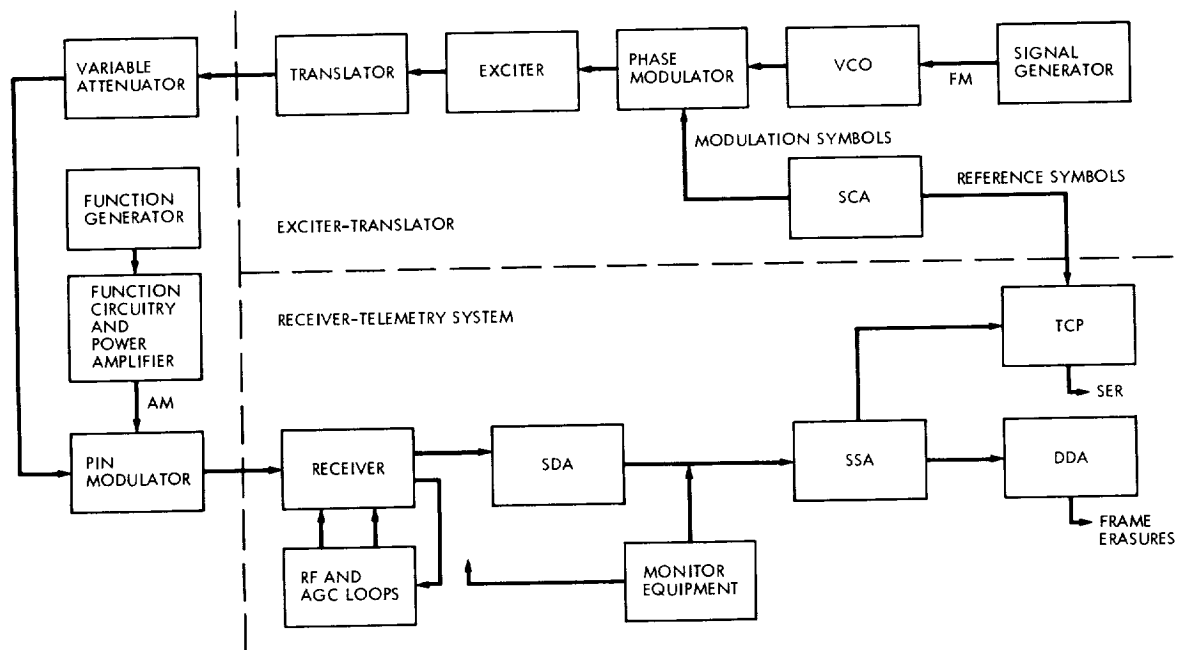 VARIABLE
ATTENUATOR
TRANSLATOR
EXCITER
PHASE
MODULATOR
VCO
FM
SIGNAL
GENERATOR
MODULATION SYMBOLS
FUNCTION
GENERATOR
SCA
REFERENCE SYMBOLS
EXCITER-TRANSLATOR
FUNCTION
CIRCUITRY
AND
POWER
AMPLIFIER
RECEIVER-TELEMETRY SYSTEM
TCP
SER
AM
PIN
MODULATOR
RECEIVER
SDA
SSA
DDA
FRAME
ERASURES
RF AND
AGC LOOPS
MONITOR
EQUIPMENT